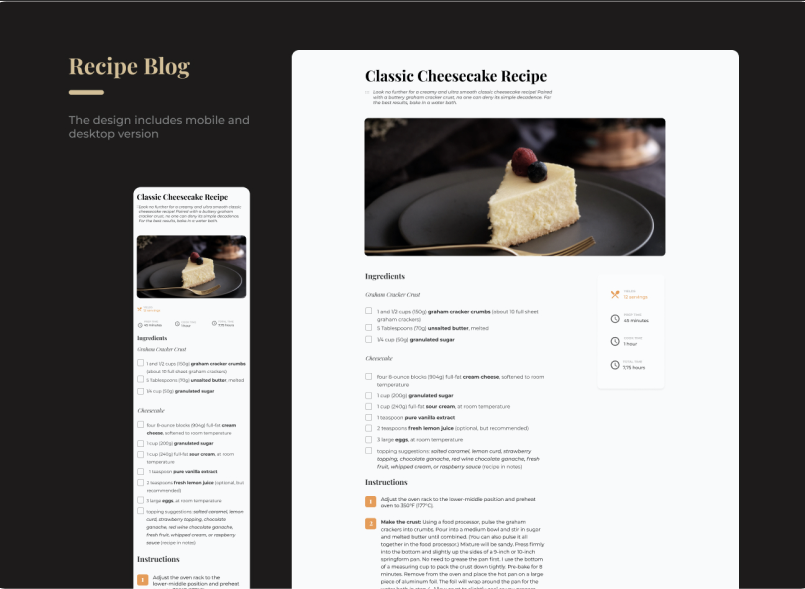 Recipe Blog
The design includes mobile and
desktop version
Classic Cheesecake Recipe
Look no further for a creamy and ultra smooth classic
cheesecake recipe! Paired with a buttery graham
cracker crust, no one can deny its simple decadence.
For the best results, bake in a water bath.
12 servings
45 minutes
1 hour
7.75 hours
Ingredients
Graham Cracker Crust
1 and 1/2 cups (150g) graham cracker crumbs
(about 10 full sheet graham crackers)
5 Tablespoons (70g) unsalted butter, melted
1/4 cup (50g) granulated sugar
Cheesecake
four 8-ounce blocks (904g) full-fat cream
cheese, softened to room temperature
1 cup (200g) granulated sugar
1 cup (240g) full-fat sour cream, at room
temperature
1 teaspoon pure vanilla extract
2 teaspoons fresh lemon juice (optional, but
recommended)
3 large eggs, at room temperature
topping suggestions: salted caramel, lemon
curd, strawberry topping, chocolate
ganache, red wine chocolate ganache,
fresh fruit, whipped cream, or raspberry
sauce (recipe in notes)
Instructions
1 Adjust the oven rack to the
lower-middle position and preheat
Classic Cheesecake Recipe
Look no further for a creamy and ultra smooth classic cheesecake recipe! Paired
with a buttery graham cracker crust, no one can deny its simple decadence. For
the best results, bake in a water bath.
Ingredients
Graham Cracker Crust
1 and 1/2 cups (150g) graham cracker crumbs (about 10 full sheet
graham crackers)
5 Tablespoons (70g) unsalted butter, melted
1/4 cup (50g) granulated sugar
Cheesecake
four 8-ounce blocks (904g) full-fat cream cheese, softened to room
temperature
1 cup (200g) granulated sugar
1 cup (240g) full-fat sour cream, at room temperature
1 teaspoon pure vanilla extract
2 teaspoons fresh lemon juice (optional, but recommended)
3 large eggs, at room temperature
topping suggestions: salted caramel, lemon curd, strawberry
topping, chocolate ganache, red wine chocolate ganache, fresh
fruit, whipped cream, or raspberry sauce (recipe in notes)
Instructions
1 Adjust the oven rack to the lower-middle position and preheat
oven to 350°F (177°C).
2 Make the crust: Using a food processor, pulse the graham
crackers into crumbs. Pour into a medium bowl and stir in sugar
and melted butter until combined. (You can also pulse it all
together in the food processor.) Mixture will be sandy. Press firmly
into the bottom and slightly up the sides of a 9-inch or 10-inch
springform pan. No need to grease the pan first. I use the bottom
of a measuring cup to pack the crust down tightly. Pre-bake for 8
minutes. Remove from the oven and place the hot pan on a large
piece of aluminum foil. The foil will wrap around the pan for the
12 servings
PREP TIME
45 minutes
1 hour
TOTAL TIME
7.75 hours